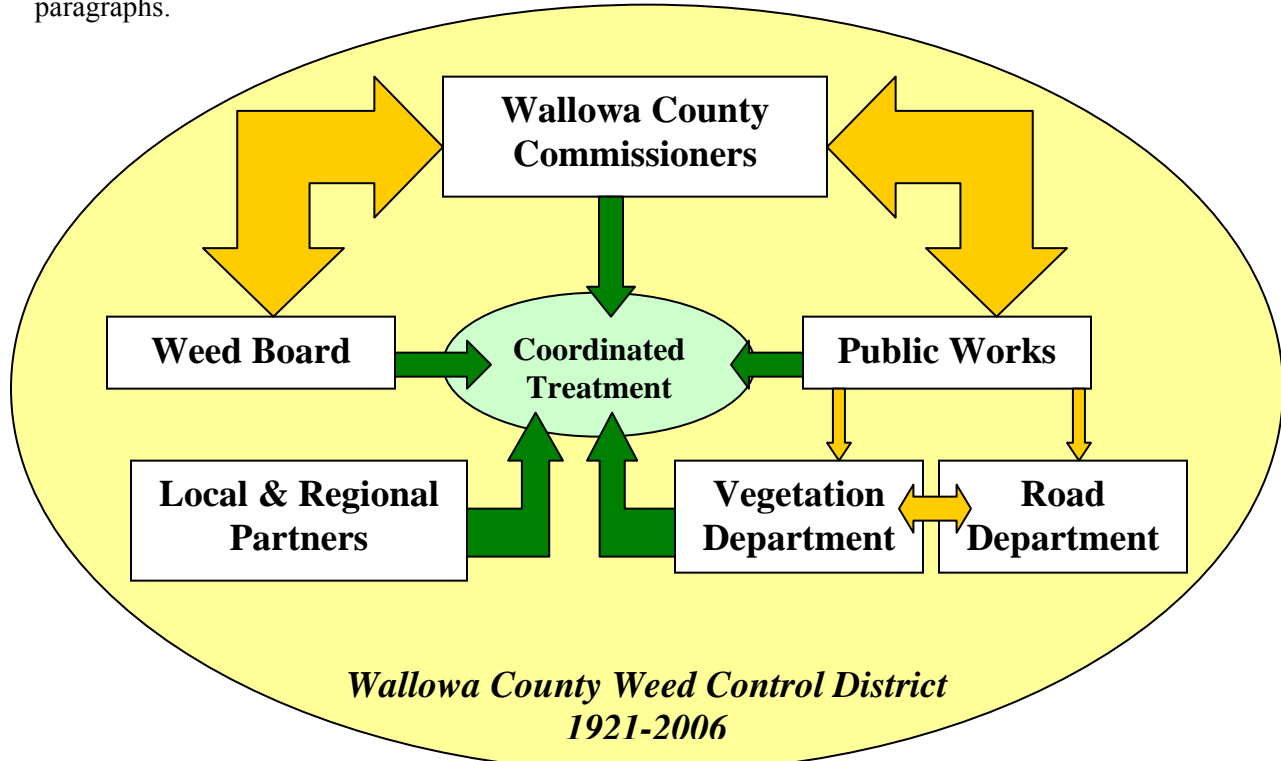 paragraphs.
Wallowa County
Commissioners
Weed Board
Coordinated
Treatment
Public Works
Local & Regional
Partners
Vegetation
Department
Road
Department
Wallowa County Weed Control District
1921-2006